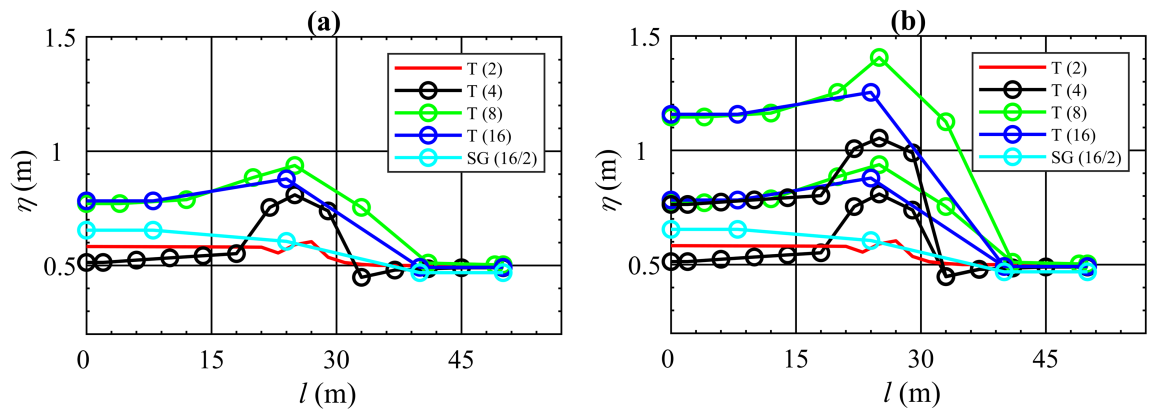 (a)
1.5
1
0.5
η (m)
0
15
30
45
l (m)
T (2)
T (4)
T (8)
T (16)
SG (16/2)
(b)
1.5
1
0.5
η (m)
0
15
30
45
l (m)
T (2)
T (4)
T (8)
T (16)
SG (16/2)